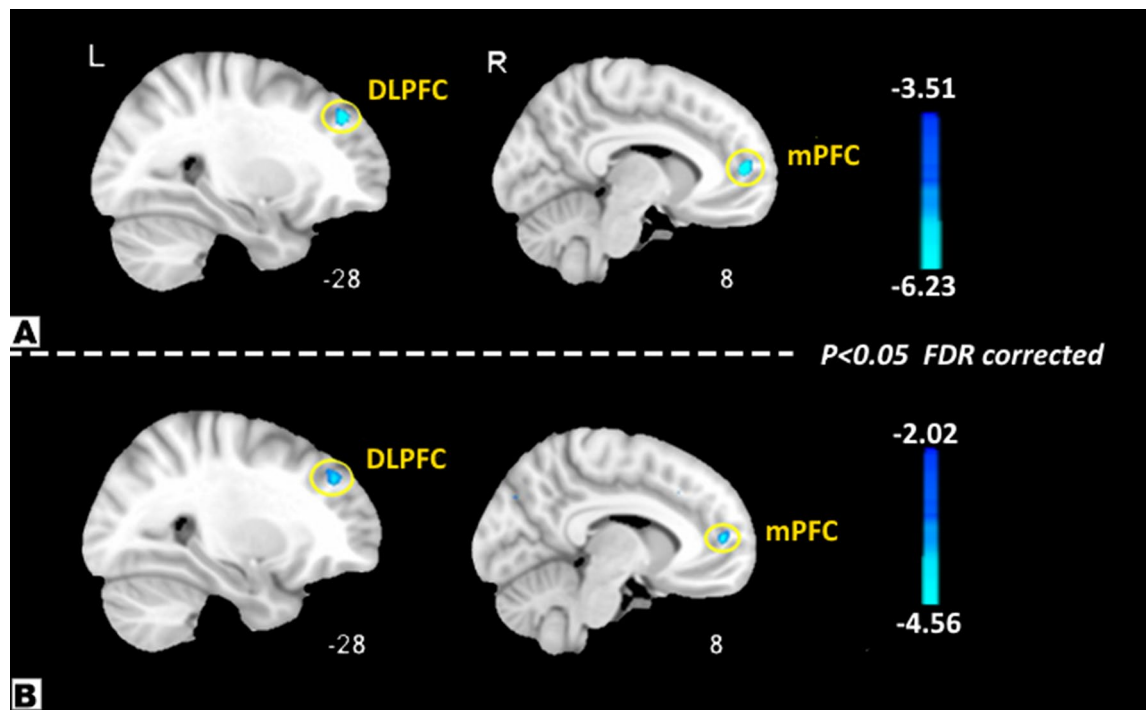 L
R
DLPFC
mPFC
-3.51
-6.23
-28
8
A
P<0.05 FDR corrected
DLPFC
mPFC
-2.02
-4.56
-28
8
B